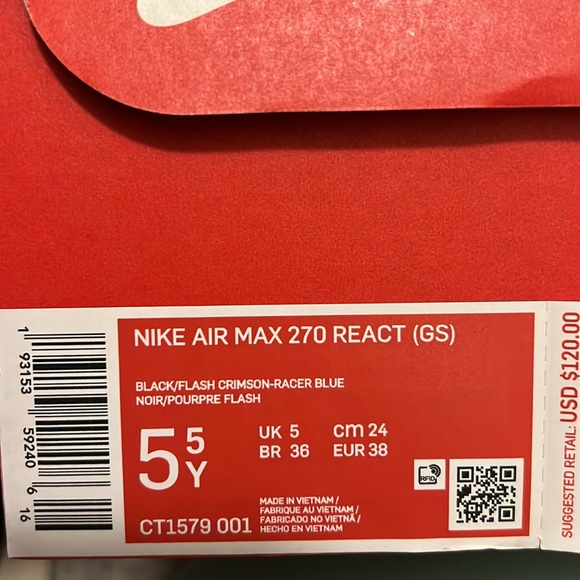 NIKE AIR MAX 270 REACT (GS)
BLACK/FLASH CRIMSON-RACER BLUE
NOIR/POURPRE FLASH
5 5 Y
UK 5 cm 24
BR 36 EUR 38
RFID
MADE IN VIETNAM /
FABRIQUE AU VIETNAM /
FABRICADO NO VIETNÃ /
HECHO EN VIETNAM
CT1579 001
1 93153 59240 6 16
SUGGESTED RETAIL: USD $120.00